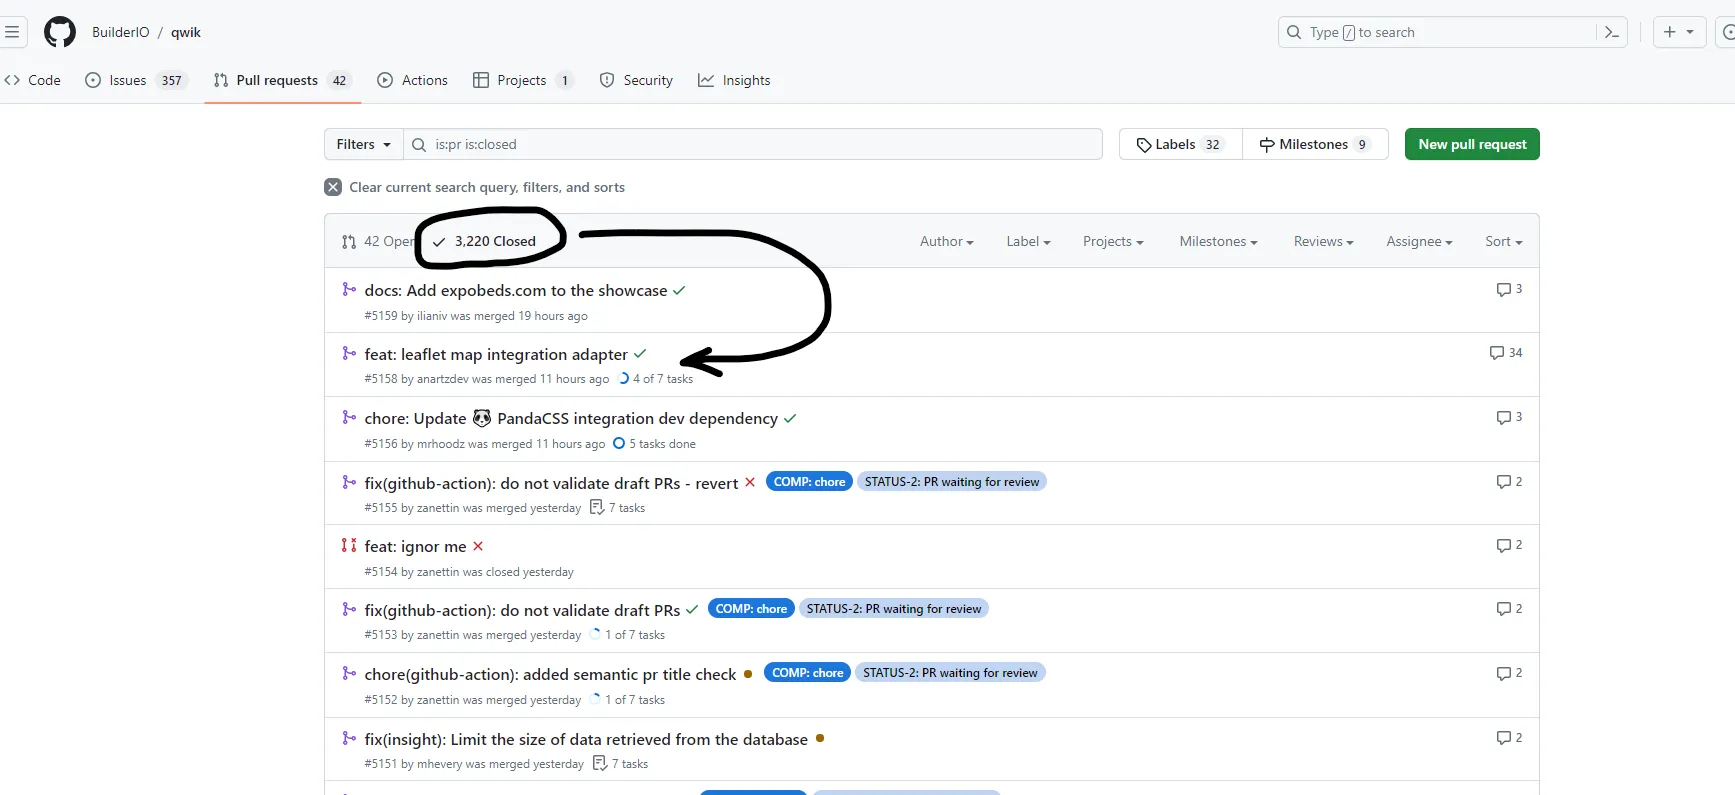 BuilderIO / qwik
Type / to search
Code
Issues 357
Pull requests 42
Actions
Projects 1
Security
Insights
Filters
is:pr is:closed
Labels 32
Milestones 9
New pull request
Clear current search query, filters, and sorts
42 Open
3,220 Closed
Author
Label
Projects
Milestones
Reviews
Assignee
Sort
docs: Add expobeds.com to the showcase
3
#5159 by ilianiv was merged 19 hours ago
feat: leaflet map integration adapter
34
#5158 by anartzdev was merged 11 hours ago 4 of 7 tasks
chore: Update 🐼 PandaCSS integration dev dependency
3
#5156 by mrhoodz was merged 11 hours ago 5 tasks done
fix(github-action): do not validate draft PRs - revert COMP: chore STATUS-2: PR waiting for review
2
#5155 by zanettin was merged yesterday 7 tasks
feat: ignor me
2
#5154 by zanettin was closed yesterday
fix(github-action): do not validate draft PRs COMP: chore STATUS-2: PR waiting for review
2
#5153 by zanettin was merged yesterday 1 of 7 tasks
chore(github-action): added semantic pr title check COMP: chore STATUS-2: PR waiting for review
2
#5152 by zanettin was merged yesterday 1 of 7 tasks
fix(insight): Limit the size of data retrieved from the database
2
#5151 by mhevery was merged yesterday 7 tasks